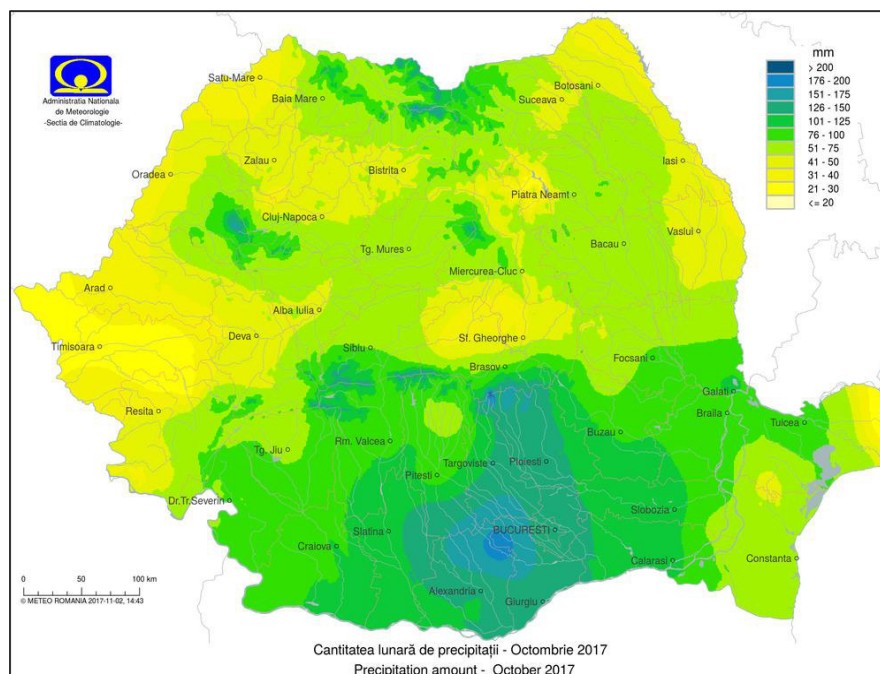 Administratia Nationala
de Meteorologie
-Sectia de Climatologie-
mm
> 200
176 - 200
151 - 175
126 - 150
101 - 125
76 - 100
51 - 75
41 - 50
31 - 40
21 - 30
<= 20
Satu-Mare
Baia Mare
Botosani
Suceava
Oradea
Zalau
Bistrita
Iasi
Piatra Neamt
Cluj-Napoca
Vaslui
Tg. Mures
Bacau
Miercurea-Ciuc
Arad
Alba Iulia
Timisoara
Deva
Sibiu
Sf. Gheorghe
Brasov
Focsani
Resita
Galati
Braila
Tulcea
Tg. Jiu
Rm. Valcea
Buzau
Pitesti
Targoviste
Ploiesti
Dr.Tr.Severin
Slobozia
Slatina
BUCURESTI
Craiova
Calarasi
Constanta
Alexandria
Giurgiu
0 50 100 km
© METEO ROMANIA 2017-11-02, 14:43
Cantitatea lunară de precipitații - Octombrie 2017
Precipitation amount - October 2017